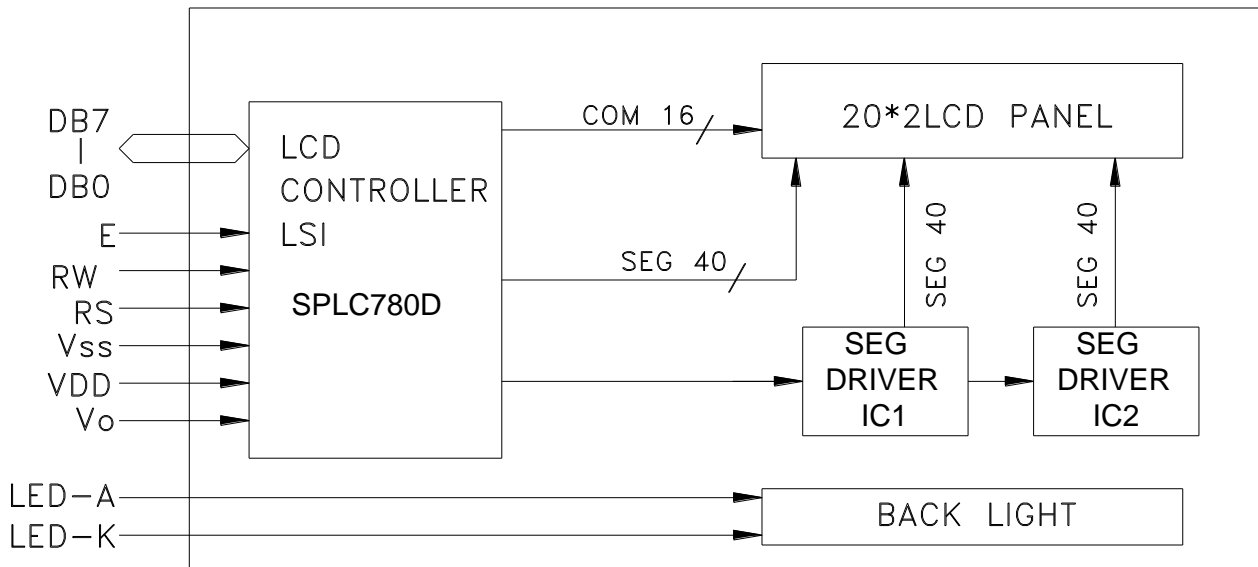 DB7
|
DB0
E
RW
RS
Vss
VDD
Vo
LED-A
LED-K
LCD
CONTROLLER
LSI
SPLC780D
COM 16
SEG 40
20*2LCD PANEL
SEG 40
SEG 40
SEG
DRIVER
IC1
SEG
DRIVER
IC2
BACK LIGHT